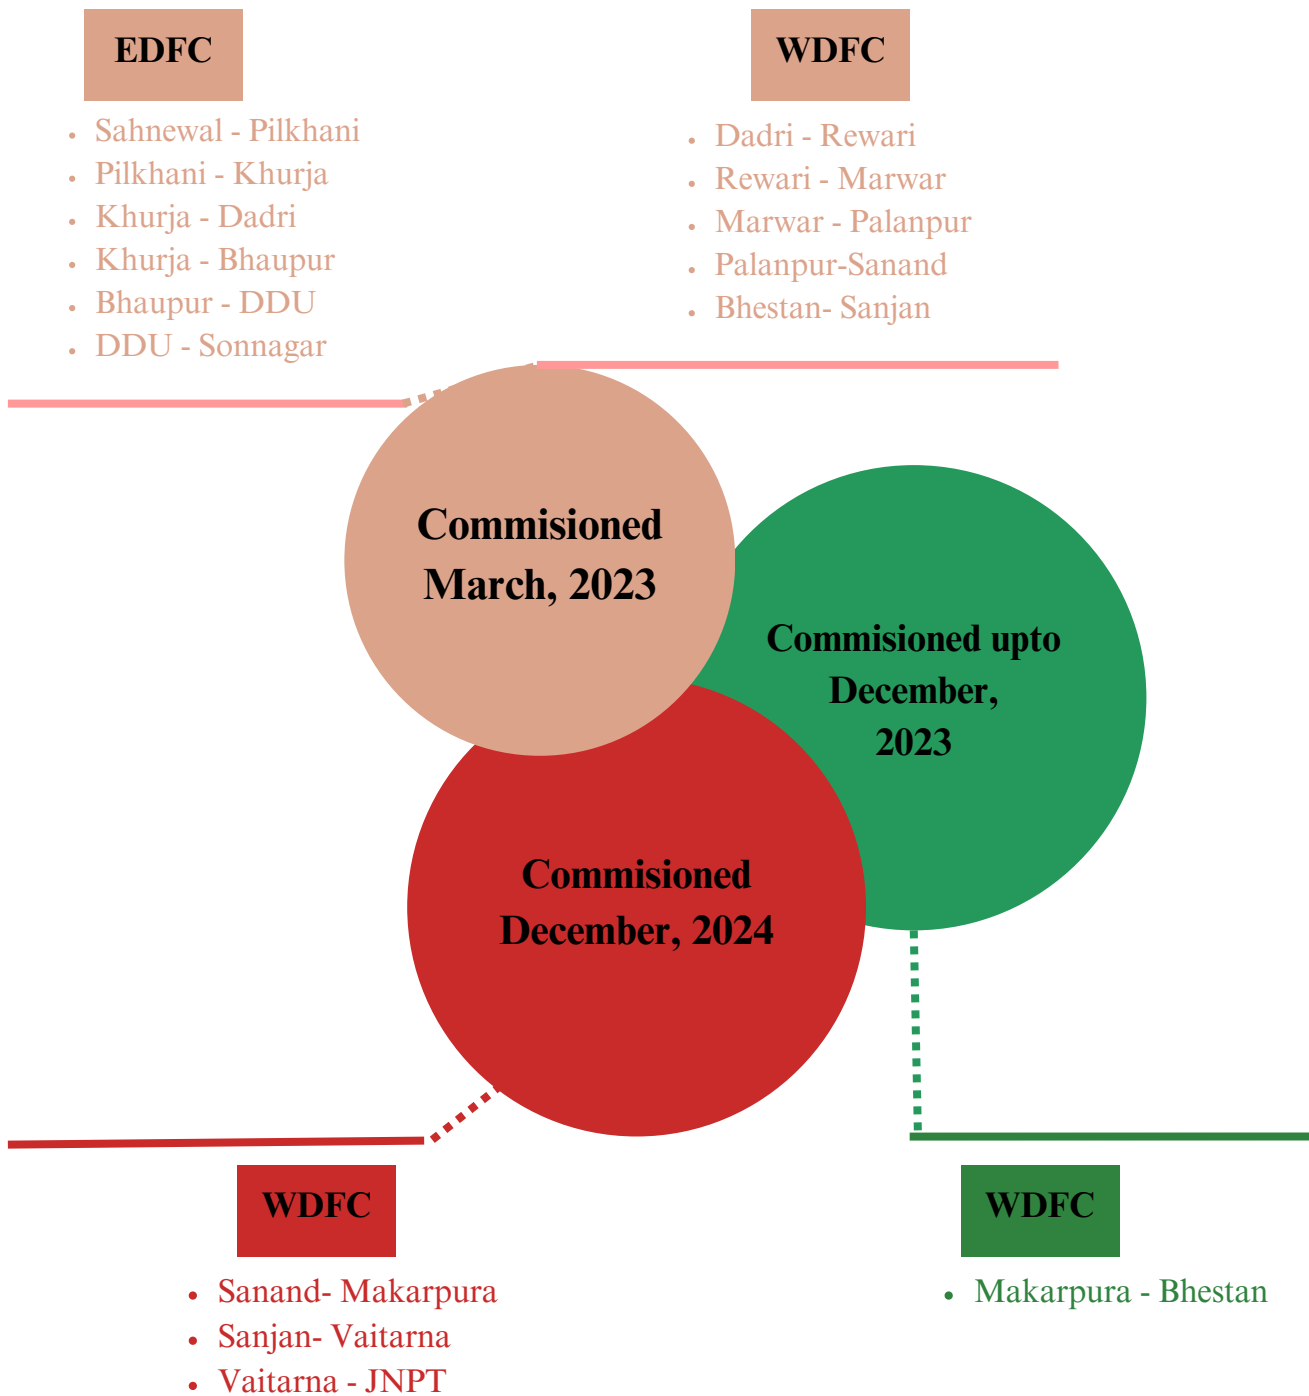 EDFC
Sahnewal - Pilkhani
Pilkhani - Khurja
Khurja - Dadri
Khurja - Bhaupur
Bhaupur - DDU
DDU - Sonnagar
WDFC
Dadri - Rewari
Rewari - Marwar
Marwar - Palanpur
Palanpur-Sanand
Bhestan- Sanjan
Commisioned
March, 2023
Commisioned upto
December,
2023
Commisioned
December, 2024
WDFC
Sanand- Makarpura
Sanjan- Vaitarna
Vaitarna - JNPT
WDFC
Makarpura - Bhestan